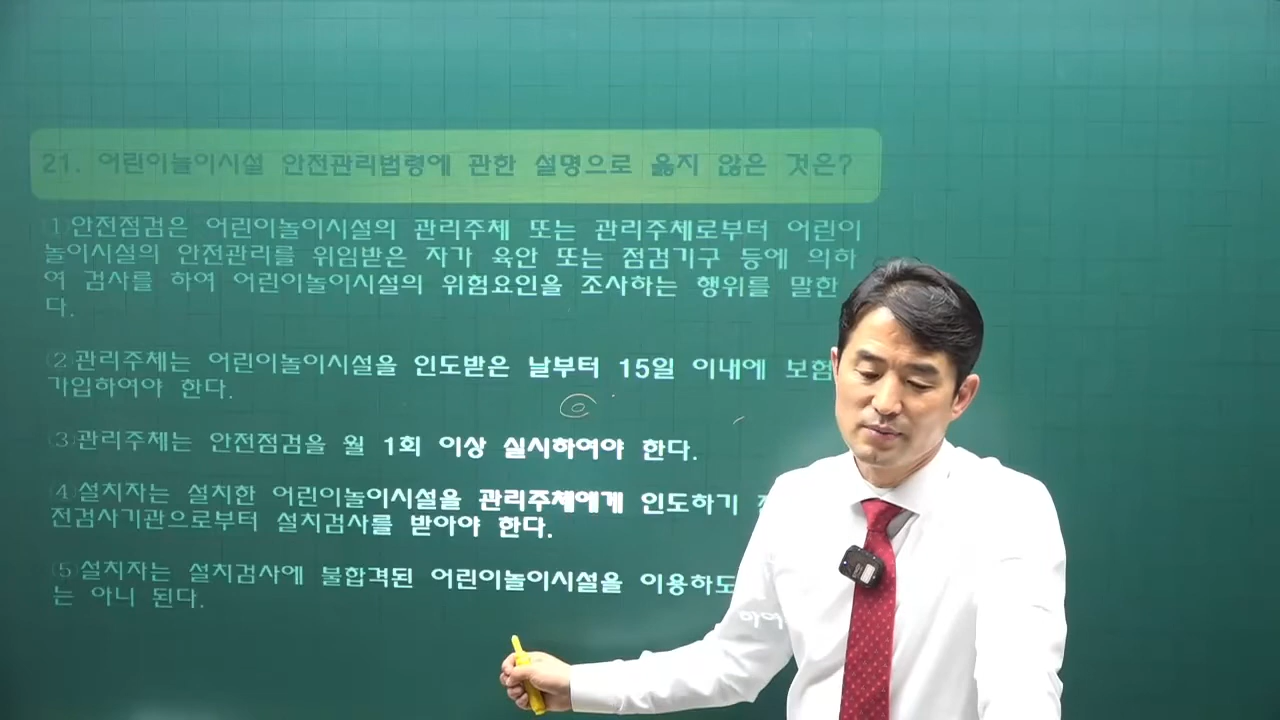 21. 어린이놀이시설 안전관리법령에 관한 설명으로 옳지 않은 것은?
(1)안전점검은 어린이놀이시설의 관리주체 또는 관리주체로부터 어린이
놀이시설의 안전관리를 위임받은 자가 육안 또는 점검기구 등에 의하
여 검사를 하여 어린이놀이시설의 위험요인을 조사하는 행위를 말한
다.
(2)관리주체는 어린이놀이시설을 인도받은 날부터 15일 이내에 보험
가입하여야 한다.
(3)관리주체는 안전점검을 월 1회 이상 실시하여야 한다.
(4)설치자는 설치한 어린이놀이시설을 관리주체에게 인도하기
전검사기관으로부터 설치검사를 받아야 한다.
(5)설치자는 설치검사에 불합격된 어린이놀이시설을 이용하도
하여
는 아니 된다.